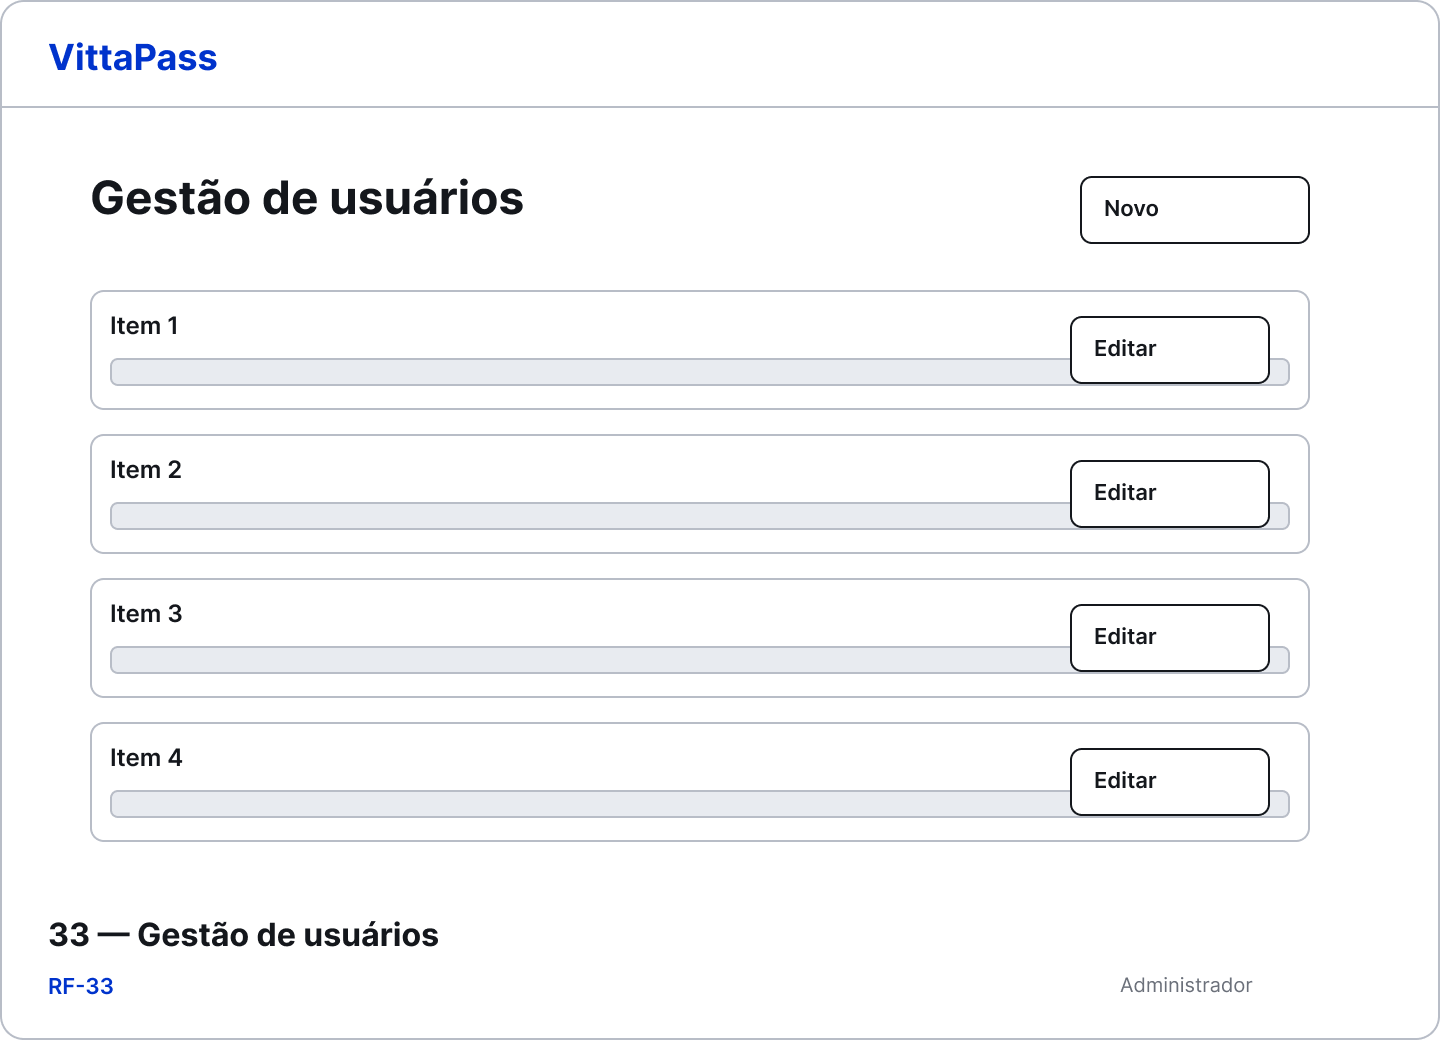 VittaPass
Gestão de usuários
Novo
Item 1
Editar
Item 2
Editar
Item 3
Editar
Item 4
Editar
33 — Gestão de usuários
RF-33
Administrador